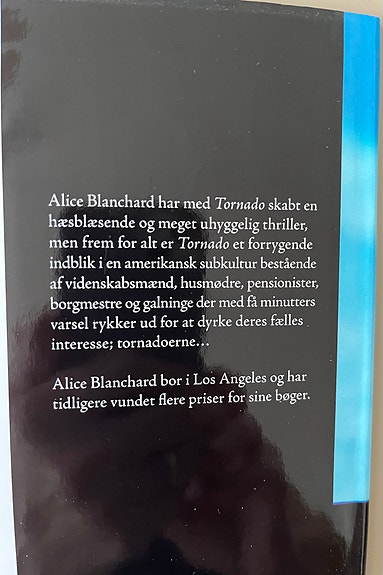 Alice Blanchard har med Tornado skabt en
hæsblæsende og meget uhyggelig thriller,
men frem for alt er Tornado et forrygende
indblik i en amerikansk subkultur bestående
af videnskabsmænd, husmødre, pensionister,
borgmestre og galninge der med få minutters
varsel rykker ud for at dyrke deres fælles
interesse; tornadoerne...
Alice Blanchard bor i Los Angeles og har
tidligere vundet flere priser for sine bøger.